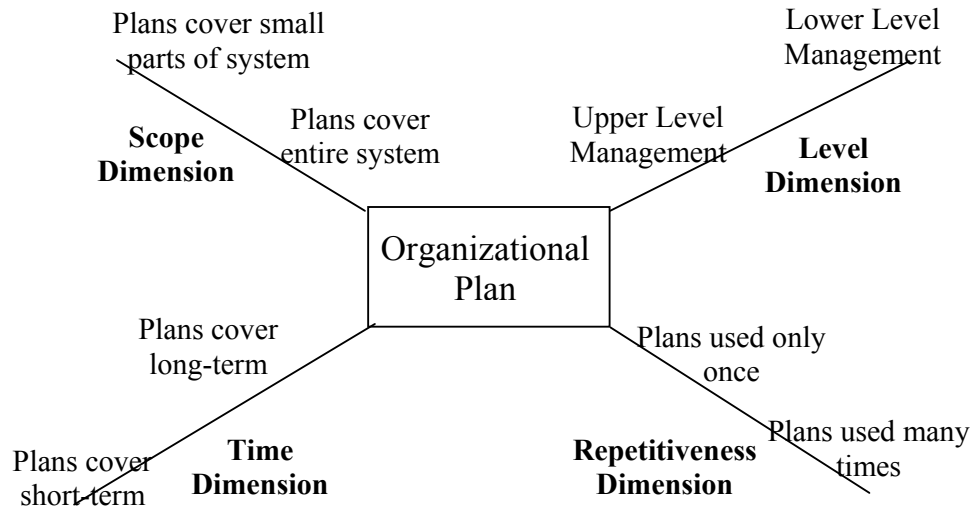 Plans cover small
parts of system
Lower Level
Management
Plans cover
entire system
Upper Level
Management
Scope
Dimension
Level
Dimension
Organizational
Plan
Plans cover
long-term
Plans used only
once
Plans cover
short-term
Time
Dimension
Repetitiveness
Dimension
Plans used many
times